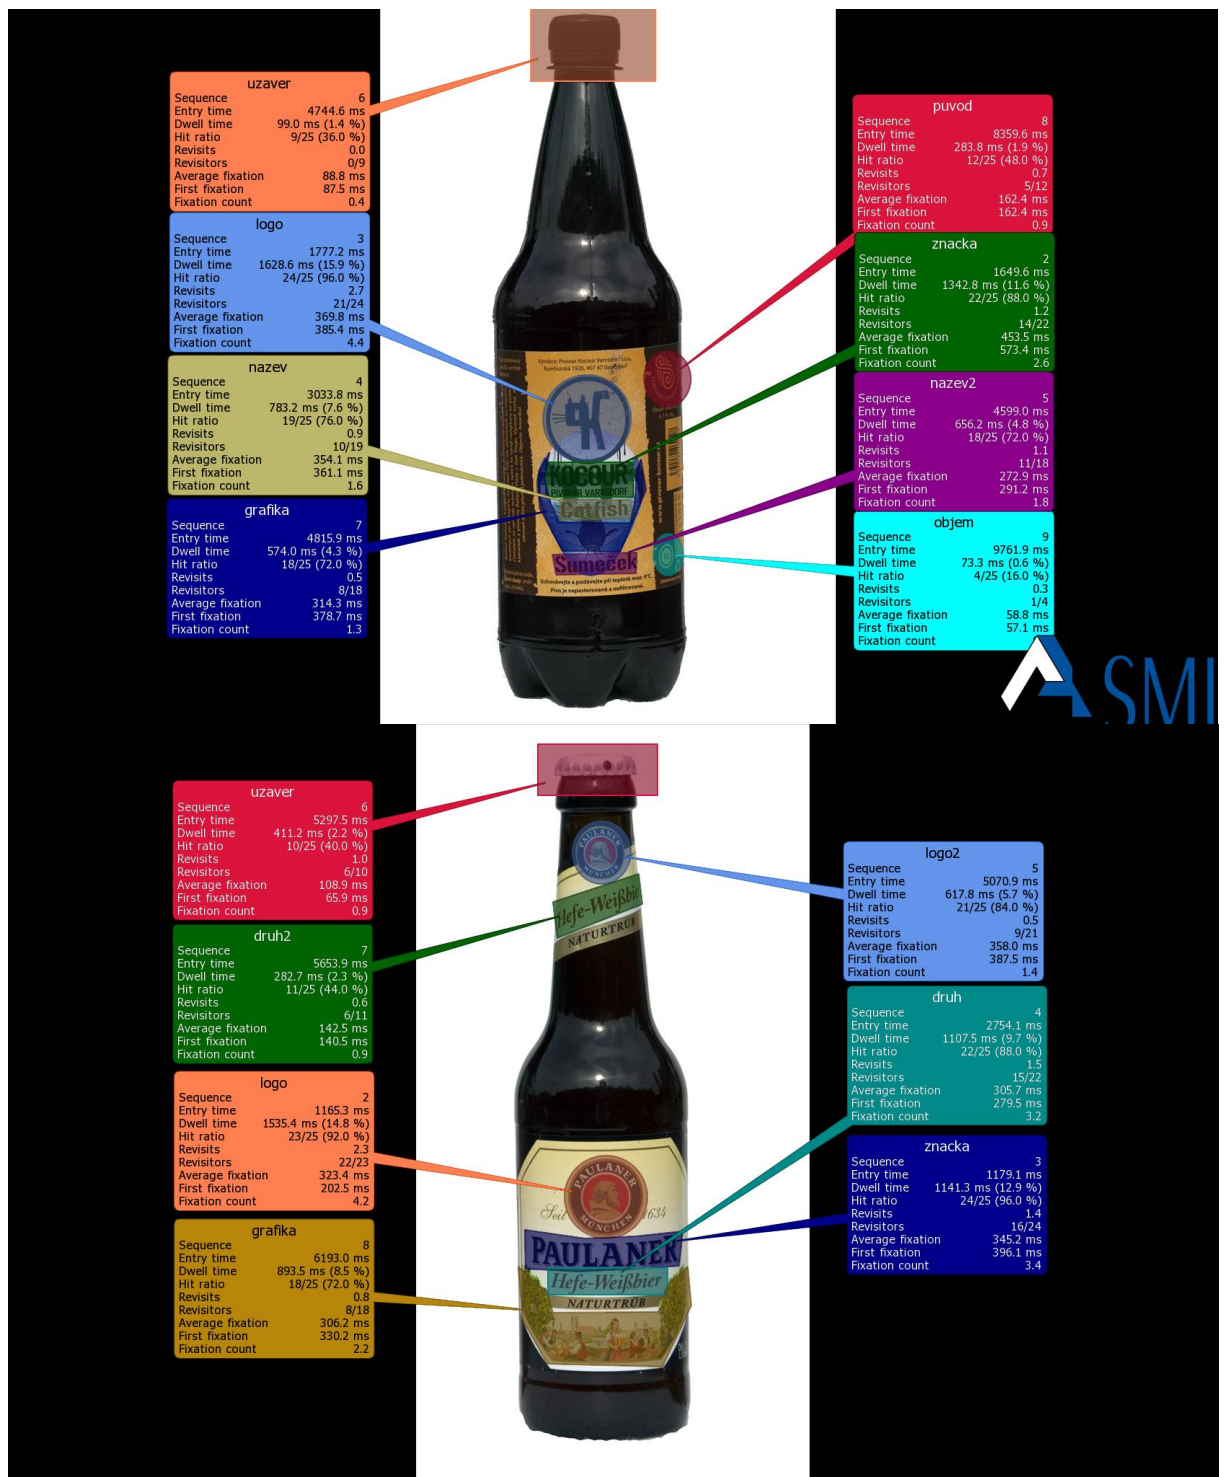 uzaver
Sequence 6
Entry time 4744.6 ms
Dwell time 99.0 ms (1.4 %)
Hit ratio 9/25 (36.0 %)
Revisits 0.0
Revisitors 0/9
Average fixation 88.8 ms
First fixation 87.5 ms
Fixation count 0.4
logo
Sequence 3
Entry time 1777.2 ms
Dwell time 1628.6 ms (15.9 %)
Hit ratio 24/25 (96.0 %)
Revisits 2.7
Revisitors 21/24
Average fixation 369.8 ms
First fixation 385.4 ms
Fixation count 4.4
nazev
Sequence 4
Entry time 3033.8 ms
Dwell time 783.2 ms (7.6 %)
Hit ratio 19/25 (76.0 %)
Revisits 0.9
Revisitors 10/19
Average fixation 354.1 ms
First fixation 361.1 ms
Fixation count 1.6
grafika
Sequence 7
Entry time 4815.9 ms
Dwell time 574.0 ms (4.3 %)
Hit ratio 18/25 (72.0 %)
Revisits 0.5
Revisitors 8/18
Average fixation 314.3 ms
First fixation 378.7 ms
Fixation count 1.3
Výrobce: Pivovar Kocour Varnsdorf s.r.o.,
Rumburská 1920, 407 47 Varnsdorf
KOCOUR
PIVOVAR VARNSDORF
Catfish
Sumeček
Uchovávejte a podávejte při teplotě max: 9°C
Pivo je nepasterované a nefiltrované.
puvod
Sequence 8
Entry time 8359.6 ms
Dwell time 283.8 ms (1.9 %)
Hit ratio 12/25 (48.0 %)
Revisits 0.7
Revisitors 5/12
Average fixation 162.4 ms
First fixation 162.4 ms
Fixation count 0.9
znacka
Sequence 2
Entry time 1649.6 ms
Dwell time 1342.8 ms (11.6 %)
Hit ratio 22/25 (88.0 %)
Revisits 1.2
Revisitors 14/22
Average fixation 453.5 ms
First fixation 573.4 ms
Fixation count 2.6
nazev2
Sequence 5
Entry time 4599.0 ms
Dwell time 656.2 ms (4.8 %)
Hit ratio 18/25 (72.0 %)
Revisits 1.1
Revisitors 11/18
Average fixation 272.9 ms
First fixation 291.2 ms
Fixation count 1.8
objem
Sequence 9
Entry time 9761.9 ms
Dwell time 73.3 ms (0.6 %)
Hit ratio 4/25 (16.0 %)
Revisits 0.3
Revisitors 1/4
Average fixation 58.8 ms
First fixation 57.1 ms
Fixation count
SMI
uzaver
Sequence 6
Entry time 5297.5 ms
Dwell time 411.2 ms (2.2 %)
Hit ratio 10/25 (40.0 %)
Revisits 1.0
Revisitors 6/10
Average fixation 108.9 ms
First fixation 65.9 ms
Fixation count 0.9
druh2
Sequence 7
Entry time 5653.9 ms
Dwell time 282.7 ms (2.3 %)
Hit ratio 11/25 (44.0 %)
Revisits 0.6
Revisitors 6/11
Average fixation 142.5 ms
First fixation 140.5 ms
Fixation count 0.9
logo
Sequence 2
Entry time 1165.3 ms
Dwell time 1535.4 ms (14.8 %)
Hit ratio 23/25 (92.0 %)
Revisits 2.3
Revisitors 22/23
Average fixation 323.4 ms
First fixation 202.5 ms
Fixation count 4.2
grafika
Sequence 8
Entry time 6193.0 ms
Dwell time 893.5 ms (8.5 %)
Hit ratio 18/25 (72.0 %)
Revisits 0.8
Revisitors 8/18
Average fixation 306.2 ms
First fixation 330.2 ms
Fixation count 2.2
PAULANER
MÜNCHEN
Hefe-Weißbier
NATURTRÜB
PAULANER
MÜNCHEN
Seit 1634
PAULANER
Hefe-Weißbier
NATURTRÜB
logo2
Sequence 5
Entry time 5070.9 ms
Dwell time 617.8 ms (5.7 %)
Hit ratio 21/25 (84.0 %)
Revisits 0.5
Revisitors 9/21
Average fixation 358.0 ms
First fixation 387.5 ms
Fixation count 1.4
druh
Sequence 4
Entry time 2754.1 ms
Dwell time 1107.5 ms (9.7 %)
Hit ratio 22/25 (88.0 %)
Revisits 1.5
Revisitors 15/22
Average fixation 305.7 ms
First fixation 279.5 ms
Fixation count 3.2
znacka
Sequence 3
Entry time 1179.1 ms
Dwell time 1141.3 ms (12.9 %)
Hit ratio 24/25 (96.0 %)
Revisits 1.4
Revisitors 16/24
Average fixation 345.2 ms
First fixation 396.1 ms
Fixation count 3.4